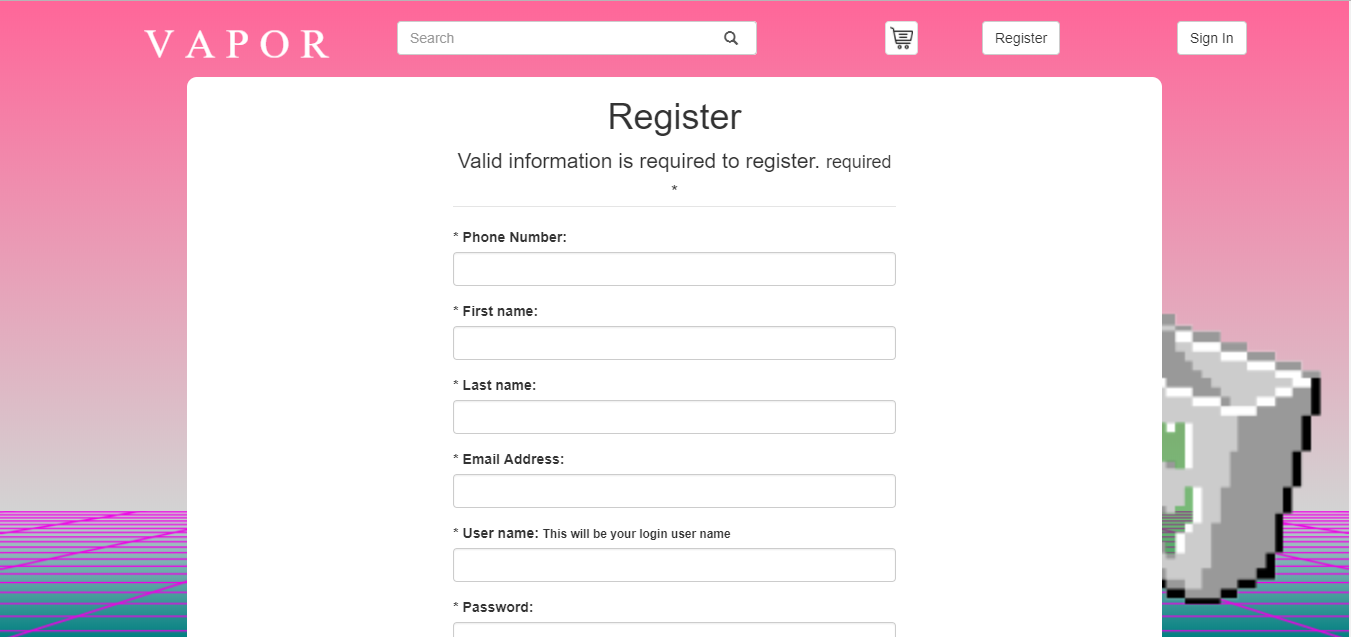 VAPOR
Search
Register
Sign In
Register
Valid information is required to register. required
*
* Phone Number:
* First name:
* Last name:
* Email Address:
* User name: This will be your login user name
* Password: